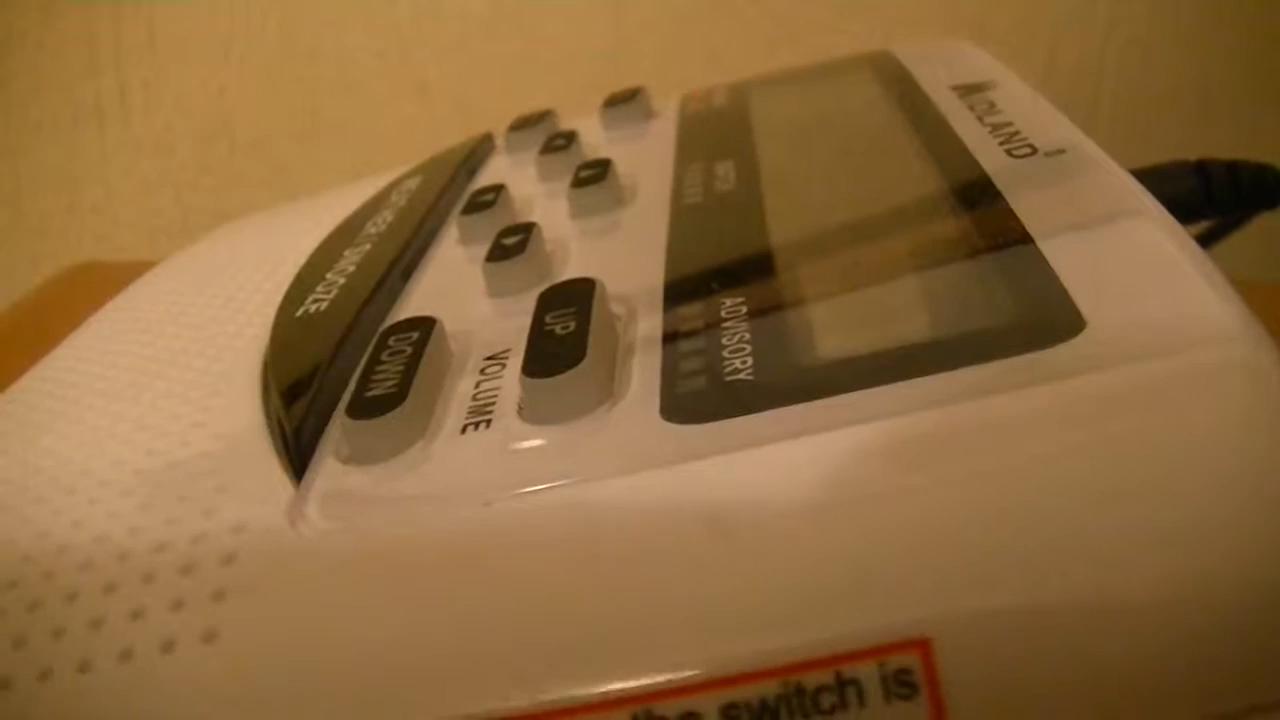 MIDLAND
ADVISORY
UP
VOLUME
DOWN
WEATHER / SNOOZE
the switch is